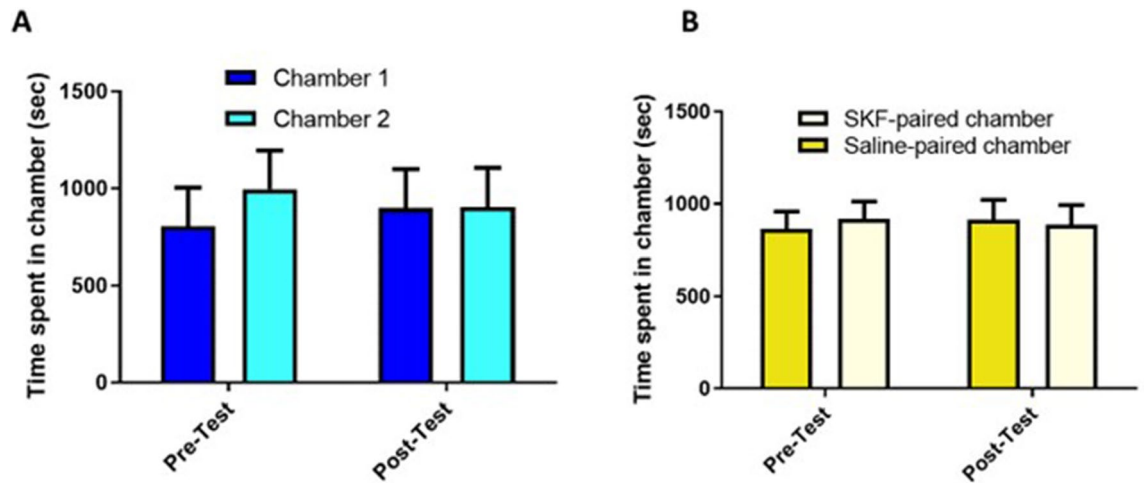 A
Time spent in chamber (sec)
1500
1000
500
0
Chamber 1
Chamber 2
Pre-Test
Post-Test
B
Time spent in chamber (sec)
1500
1000
500
0
SKF-paired chamber
Saline-paired chamber
Pre-Test
Post-Test